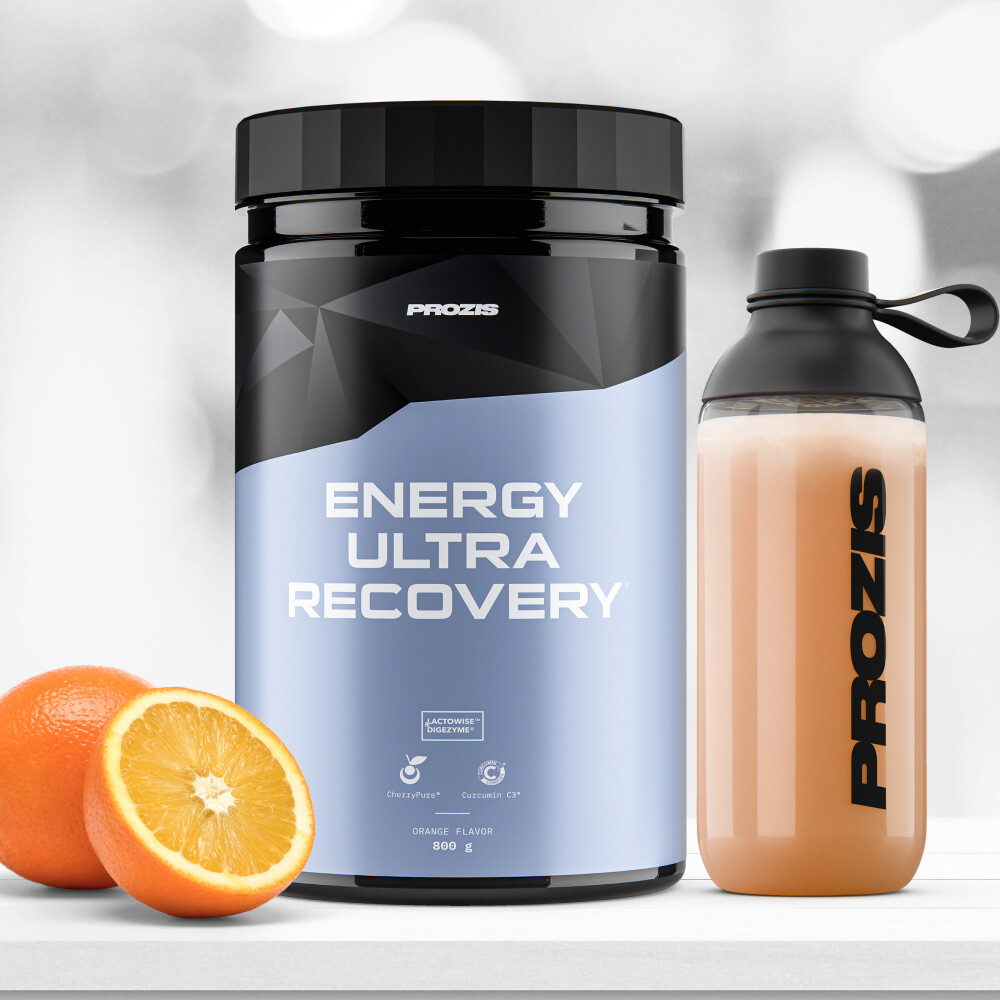 PROZIS
ENERGY
ULTRA
RECOVERY
LACTOWISE™
DIGEZYME®
CherryPure®
Curcumin C3®
ORANGE FLAVOR
800 g
PROZIS